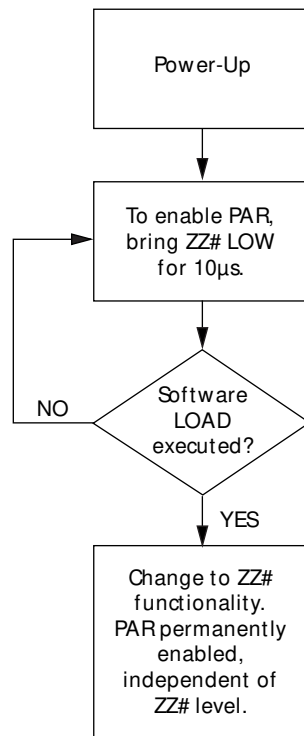 Power-Up
To enable PAR,
bring ZZ# LOW
for 10µs.
Software
LOAD
executed?
NO
YES
Change to ZZ#
functionality.
PAR permanently
enabled,
independent of
ZZ# level.